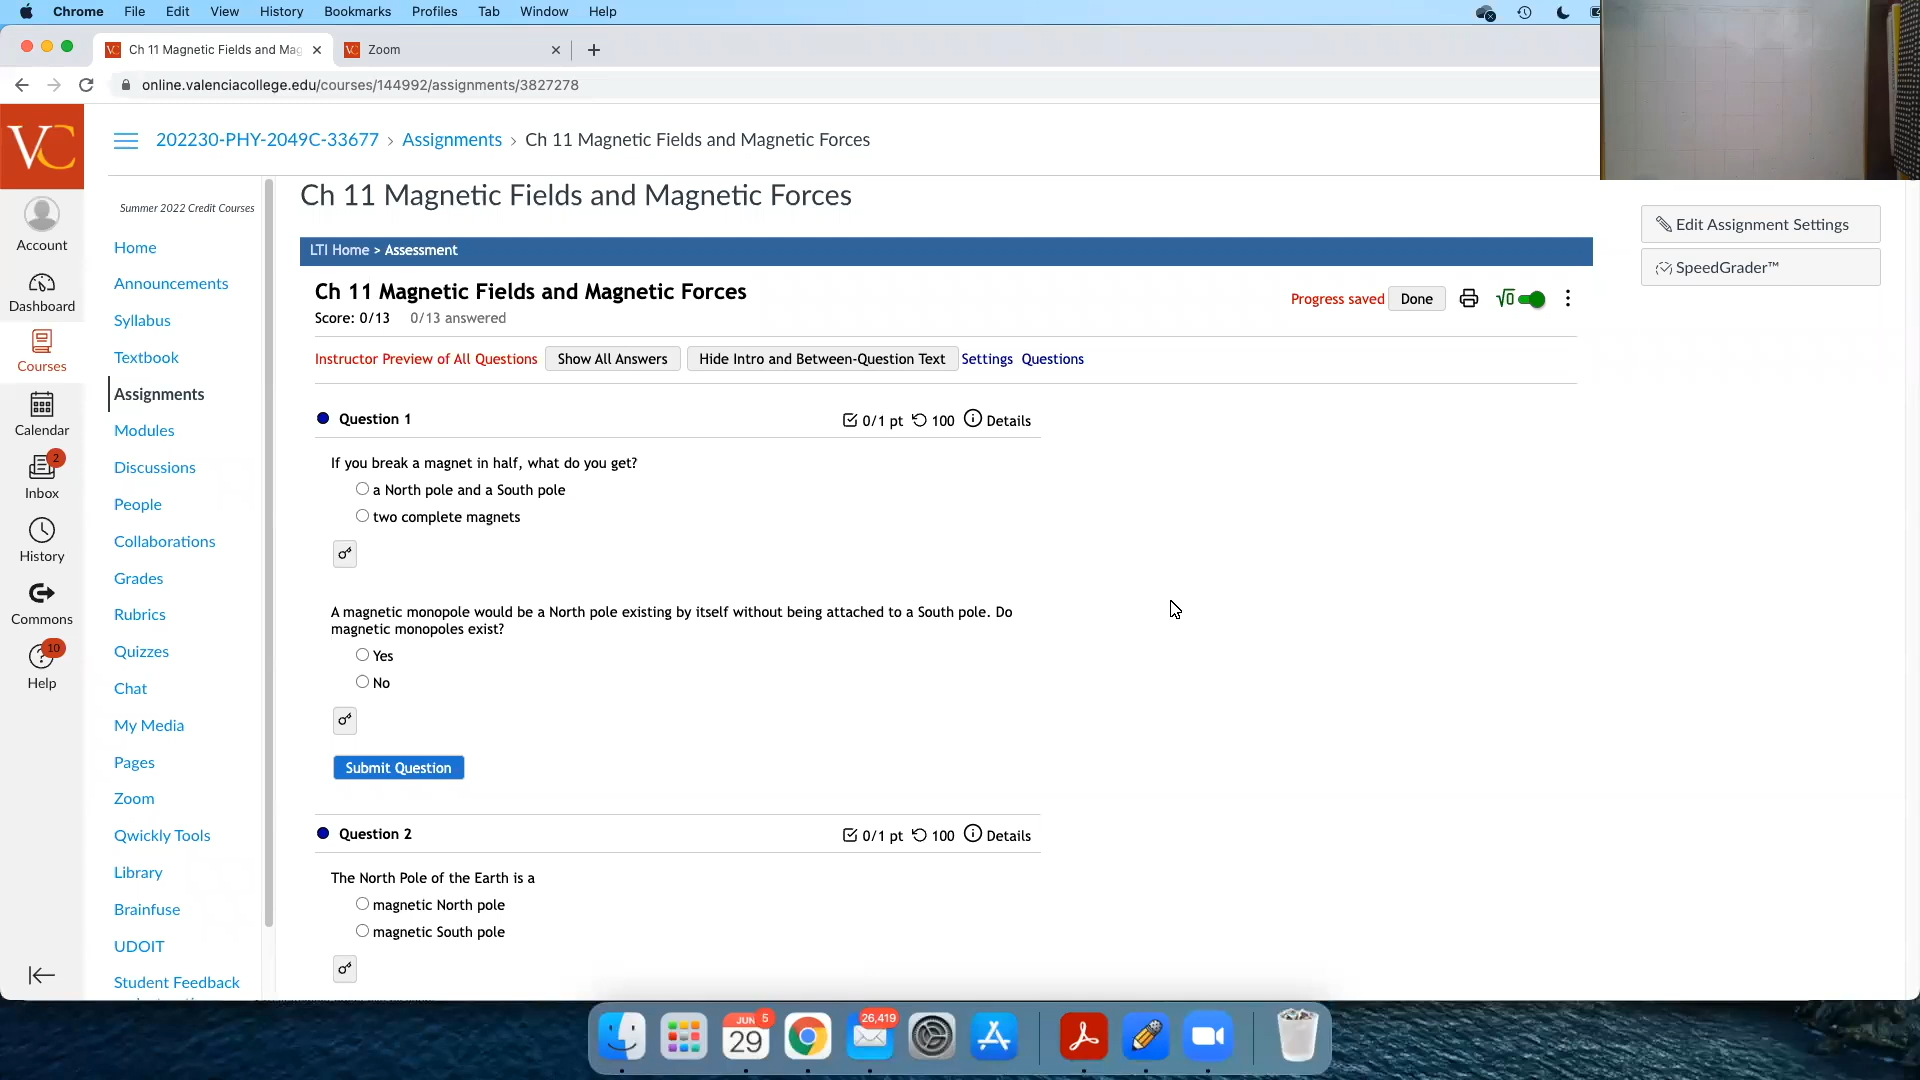 Chrome File Edit View History Bookmarks Profiles Tab Window Help
Ch 11 Magnetic Fields and Mag
Zoom
online.valenciacollege.edu/courses/144992/assignments/3827278
VC
202230-PHY-2049C-33677 › Assignments › Ch 11 Magnetic Fields and Magnetic Forces
Account
Dashboard
Courses
Calendar
2
Inbox
History
Commons
10
Help
Summer 2022 Credit Courses
Home
Announcements
Syllabus
Textbook
Assignments
Modules
Discussions
People
Collaborations
Grades
Rubrics
Quizzes
Chat
My Media
Pages
Zoom
Qwickly Tools
Library
Brainfuse
UDOIT
Student Feedback
Ch 11 Magnetic Fields and Magnetic Forces
Edit Assignment Settings
SpeedGrader™
LTI Home > Assessment
Ch 11 Magnetic Fields and Magnetic Forces
Score: 0/13 0/13 answered
Progress saved Done √0
Instructor Preview of All Questions Show All Answers Hide Intro and Between-Question Text Settings Questions
Question 1
0/1 pt 100 Details
If you break a magnet in half, what do you get?
a North pole and a South pole
two complete magnets
A magnetic monopole would be a North pole existing by itself without being attached to a South pole. Do
magnetic monopoles exist?
Yes
No
Submit Question
Question 2
0/1 pt 100 Details
The North Pole of the Earth is a
magnetic North pole
magnetic South pole
JUN 5
29
26,419